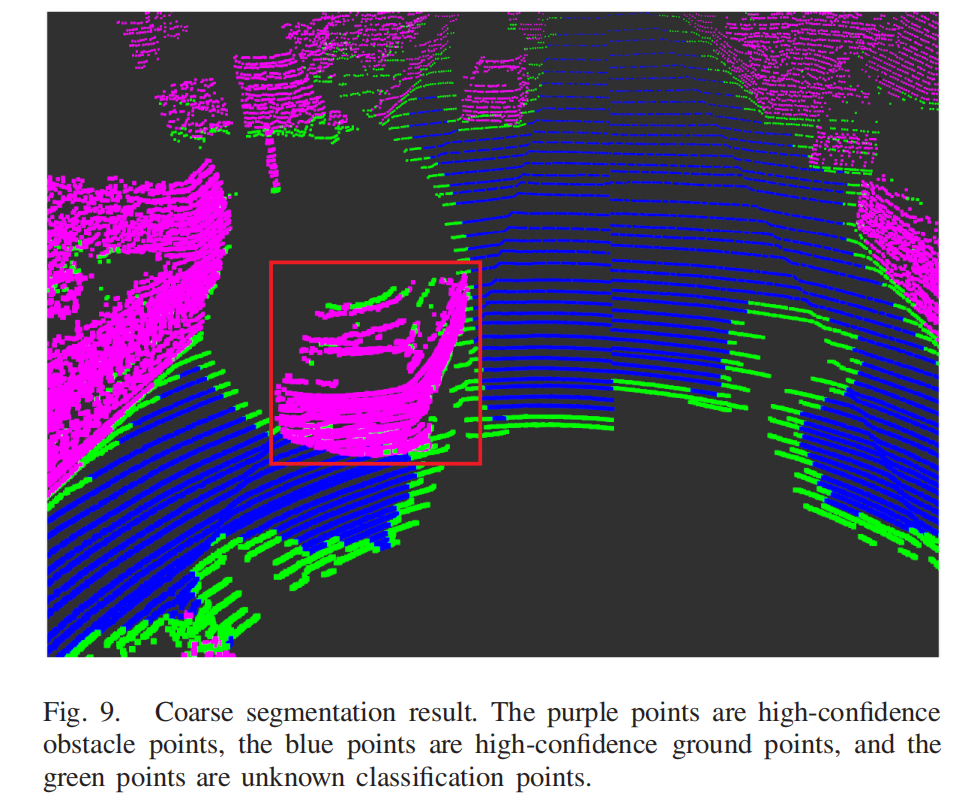 Fig. 9. Coarse segmentation result. The purple points are high-confidence
obstacle points, the blue points are high-confidence ground points, and the
green points are unknown classification points.